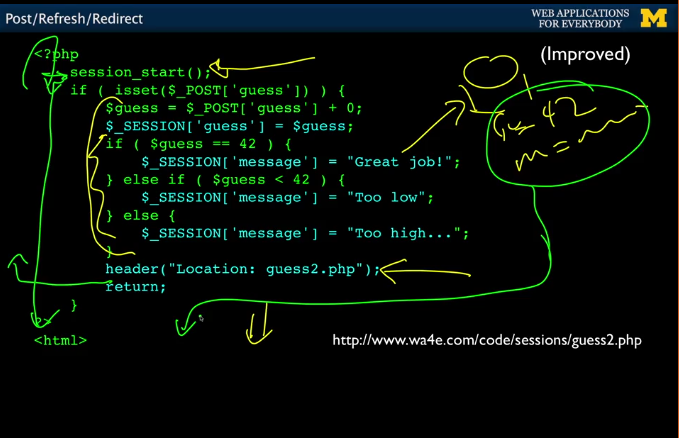 Post/Refresh/Redirect
WEB APPLICATIONS
FOR EVERYBODY
M
(Improved)
<?php
session_start();
if ( isset($_POST['guess']) ) {
$guess = $_POST['guess'] + 0;
$_SESSION['guess'] = $guess;
if ( $guess == 42 ) {
$_SESSION['message'] = "Great job!";
} else if ( $guess < 42 ) {
$_SESSION['message'] = "Too low";
} else {
$_SESSION['message'] = "Too high...";
}
header("Location: guess2.php");
return;
}
?>
<html>
42
m =
http://www.wa4e.com/code/sessions/guess2.php